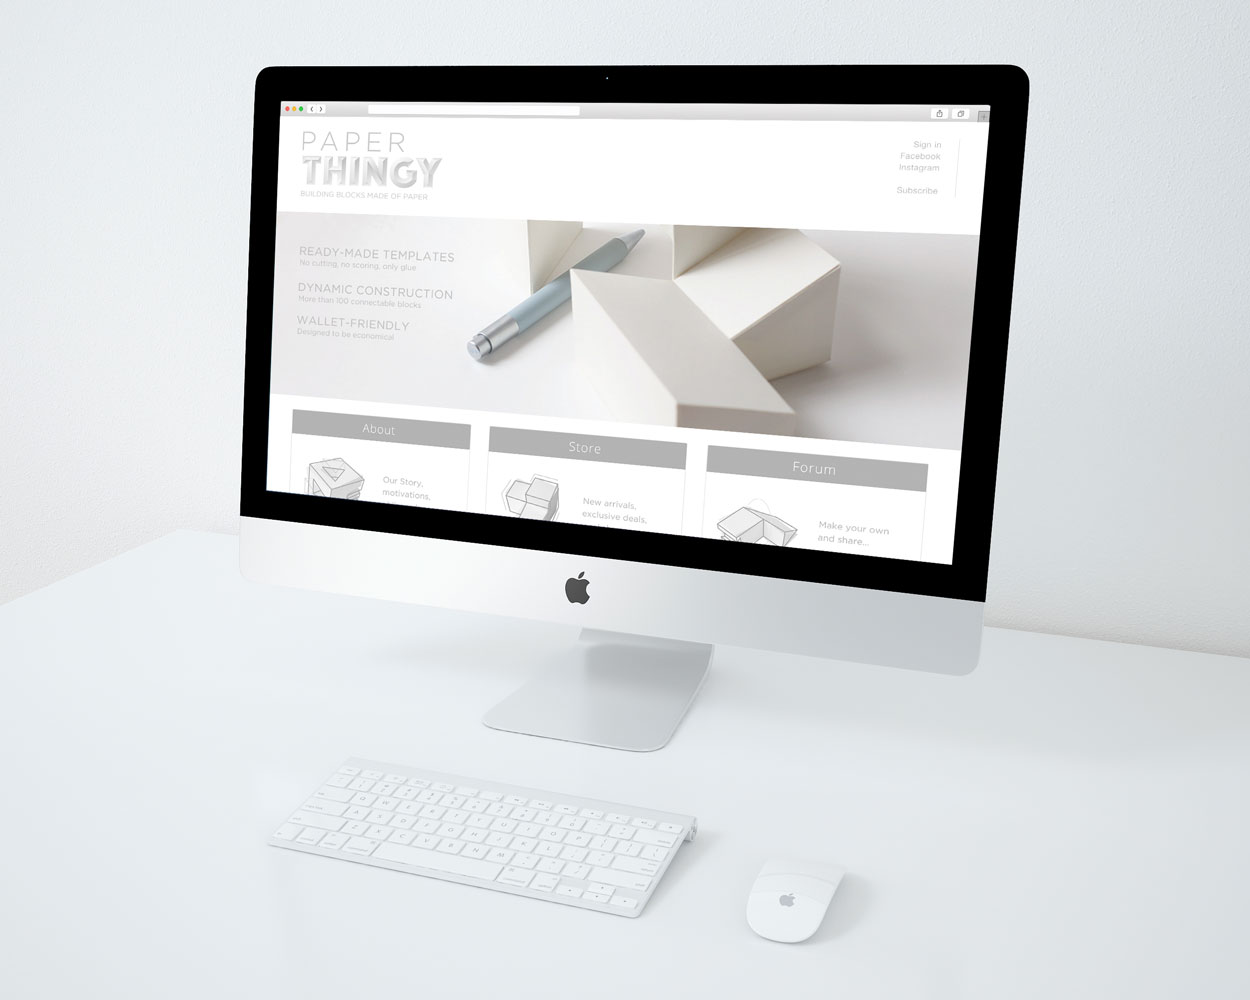 PAPER
THINGY
BUILDING BLOCKS MADE OF PAPER
Sign in
Facebook
Instagram
Subscribe
READY-MADE TEMPLATES
No cutting, no scoring, only glue
DYNAMIC CONSTRUCTION
More than 100 connectable blocks
WALLET-FRIENDLY
Designed to be economical
About
Our Story,
motivations,
Store
New arrivals,
exclusive deals,
Forum
Make your own
and share...